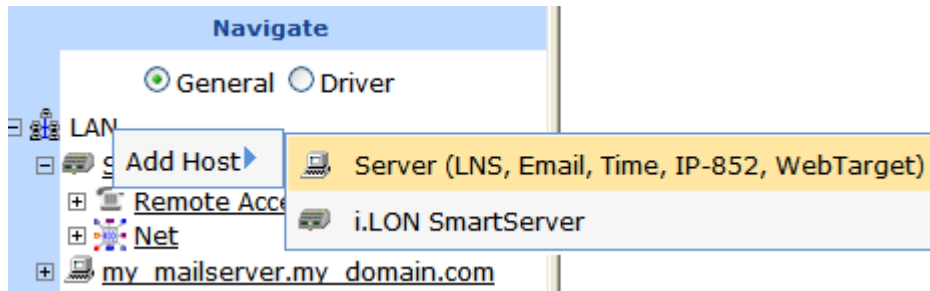 Navigate
General Driver
LAN
Add Host
Server (LNS, Email, Time, IP-852, WebTarget)
i.LON SmartServer
Remote Acce
Net
my_mailserver.my_domain.com